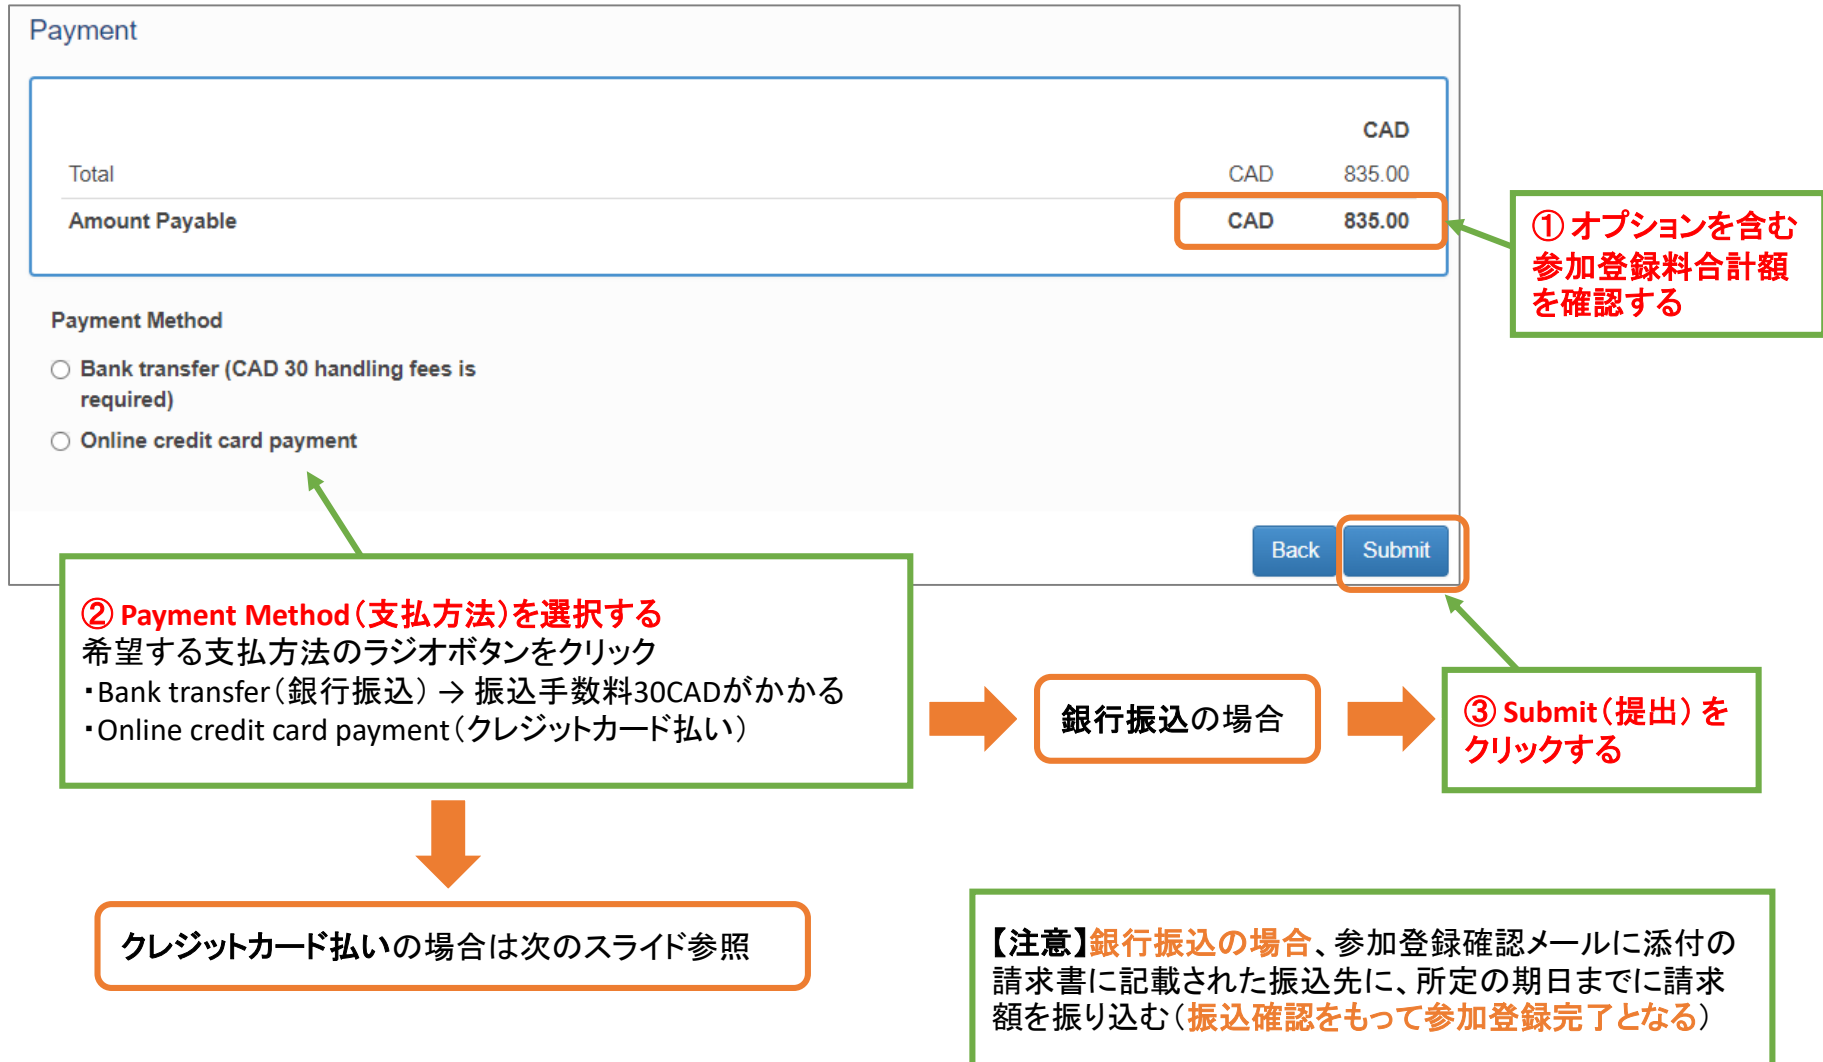 Payment
CAD
Total CAD 835.00
Amount Payable CAD 835.00
① オプションを含む
参加登録料合計額
を確認する
Payment Method
Bank transfer (CAD 30 handling fees is
required)
Online credit card payment
Back Submit
② Payment Method（支払方法）を選択する
希望する支払方法のラジオボタンをクリック
・Bank transfer（銀行振込） → 振込手数料30CADがかかる
・Online credit card payment（クレジットカード払い）
銀行振込の場合
③ Submit（提出） を
クリックする
クレジットカード払いの場合は次のスライド参照
【注意】銀行振込の場合、参加登録確認メールに添付の
請求書に記載された振込先に、所定の期日までに請求
額を振り込む（振込確認をもって参加登録完了となる）